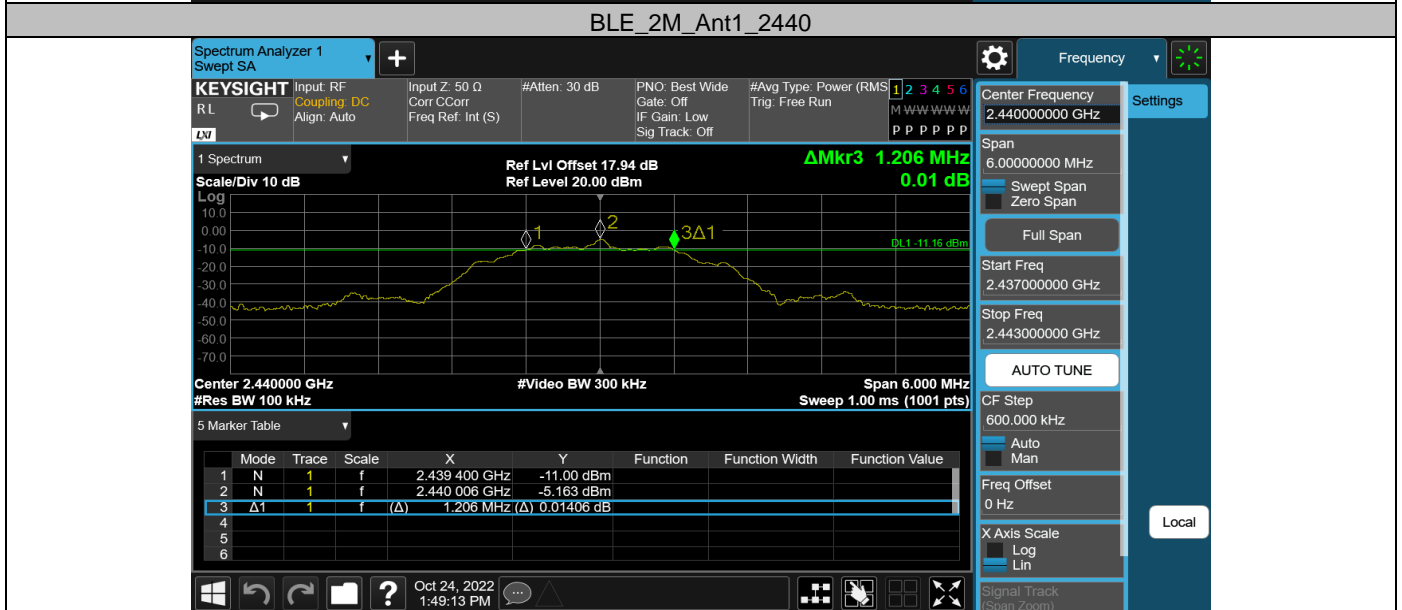 BLE_2M_Ant1_2440
Spectrum Analyzer 1
Swept SA
+
Frequency
KEYSIGHT
RL
LXI
Input: RF
Coupling: DC
Align: Auto
Input Z: 50 Ω
Corr CCorr
Freq Ref: Int (S)
#Atten: 30 dB
PNO: Best Wide
Gate: Off
IF Gain: Low
Sig Track: Off
#Avg Type: Power (RMS
Trig: Free Run
1 2 3 4 5 6
M W W W W W
P P P P P P
1 Spectrum
Scale/Div 10 dB
Ref Lvl Offset 17.94 dB
Ref Level 20.00 dBm
ΔMkr3 1.206 MHz
0.01 dB
Log
10.0
0.00
-10.0
-20.0
-30.0
-40.0
-50.0
-60.0
-70.0
1
2
3Δ1
DL1 -11.16 dBm
Center 2.440000 GHz
#Video BW 300 kHz
Span 6.000 MHz
#Res BW 100 kHz
Sweep 1.00 ms (1001 pts)
5 Marker Table
Mode Trace Scale X Y Function Function Width Function Value
1 N 1 f 2.439 400 GHz -11.00 dBm
2 N 1 f 2.440 006 GHz -5.163 dBm
3 Δ1 1 f (Δ) 1.206 MHz (Δ) 0.01406 dB
4
5
6
Center Frequency
2.440000000 GHz
Settings
Span
6.00000000 MHz
Swept Span
Zero Span
Full Span
Start Freq
2.437000000 GHz
Stop Freq
2.443000000 GHz
AUTO TUNE
CF Step
600.000 kHz
Auto
Man
Freq Offset
0 Hz
Local
X Axis Scale
Log
Lin
Signal Track
(Span Zoom)
?
Oct 24, 2022
1:49:13 PM